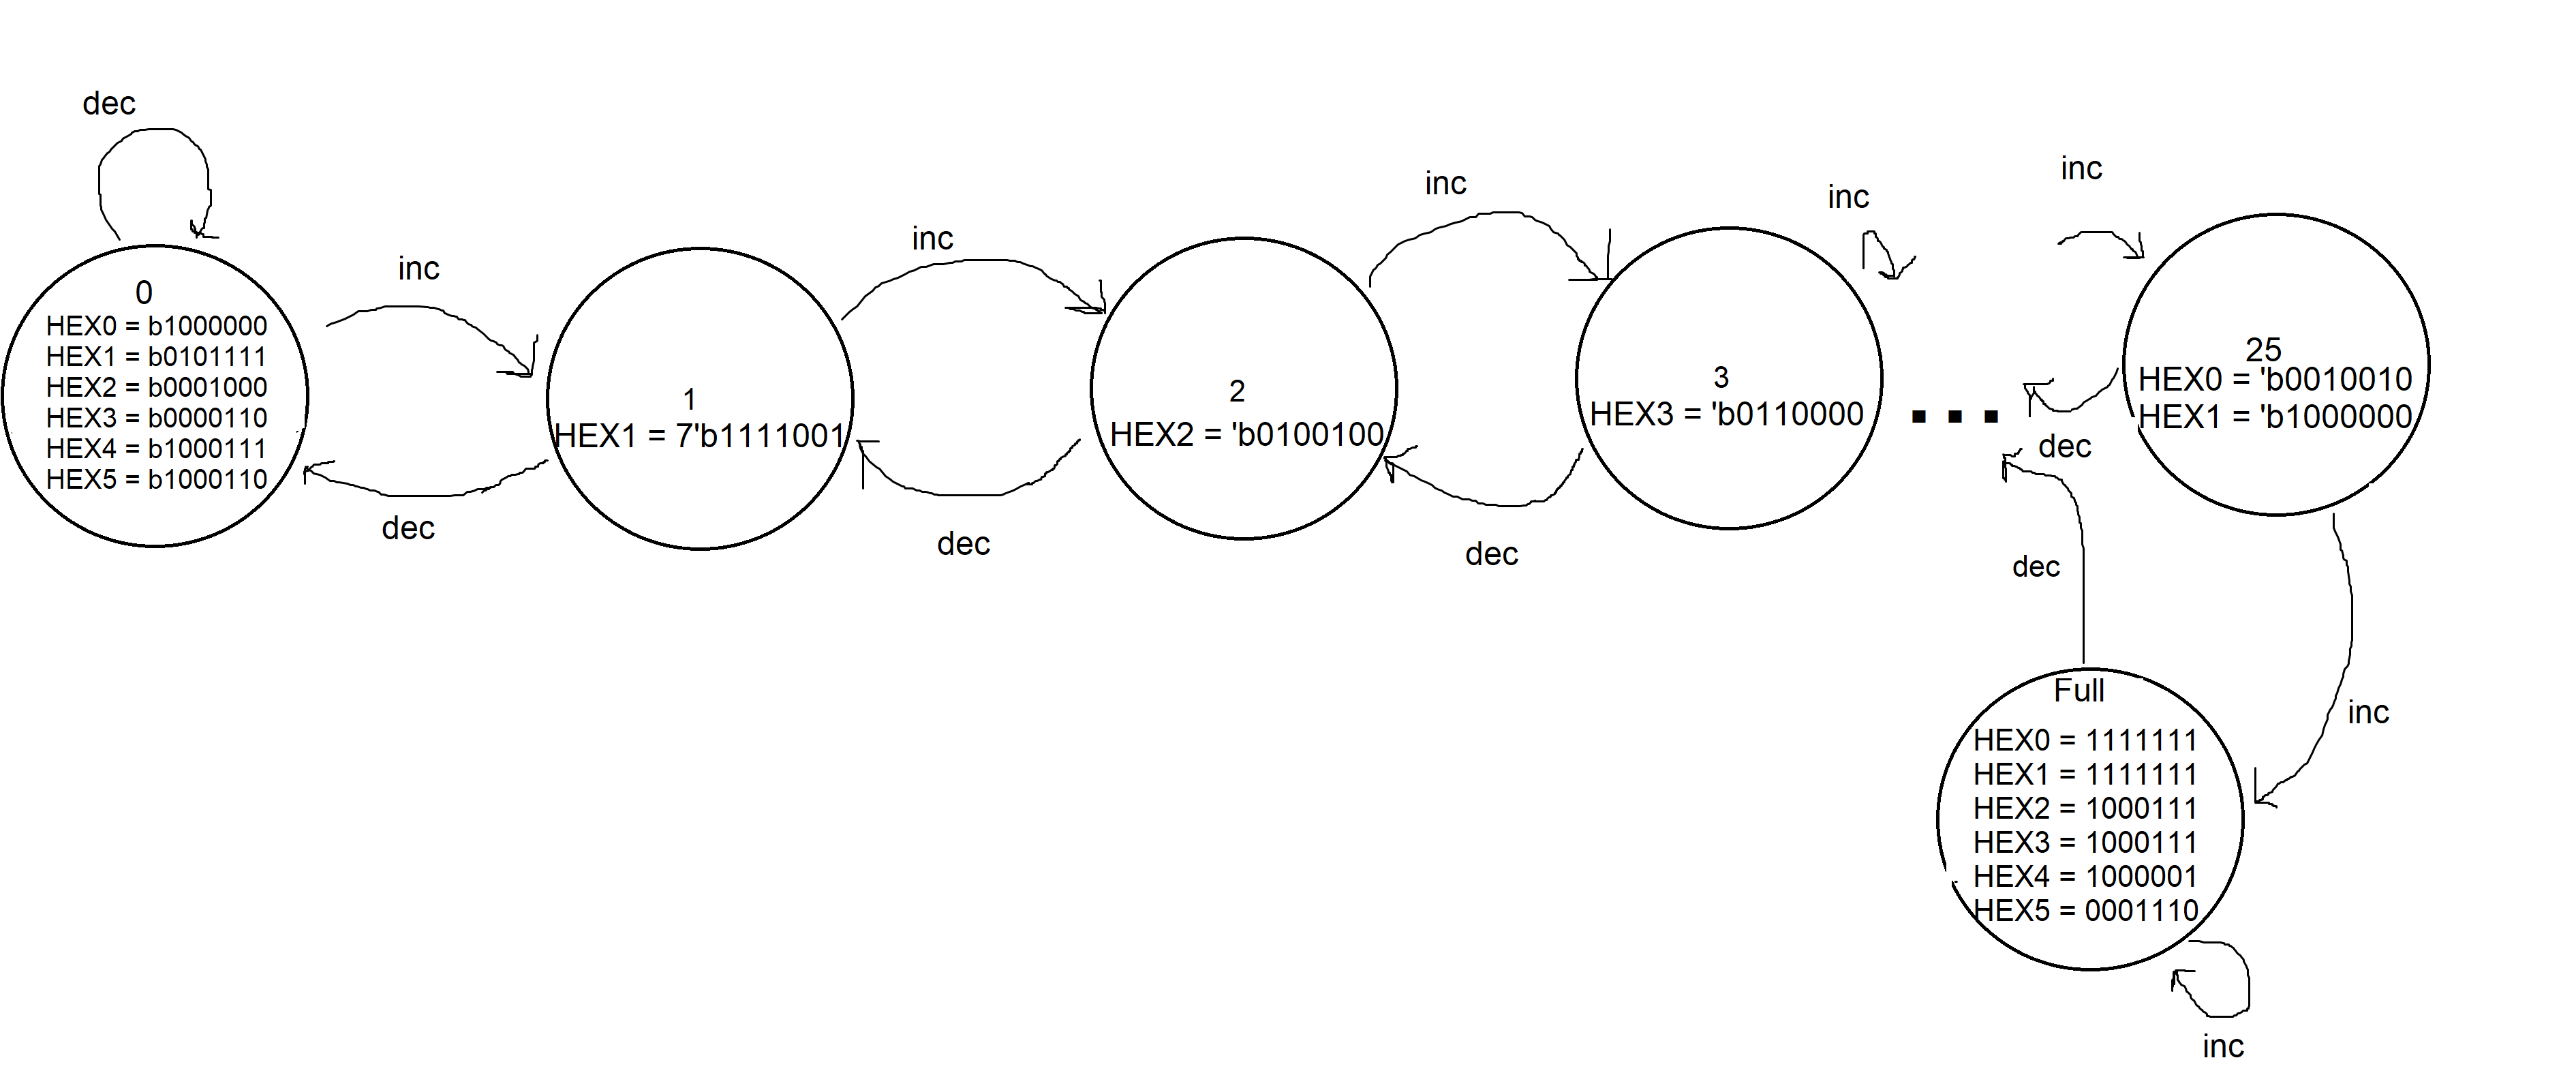 dec
0
HEX0 = b1000000
HEX1 = b0101111
HEX2 = b0001000
HEX3 = b0000110
HEX4 = b1000111
HEX5 = b1000110
inc
dec
1
HEX1 = 7'b1111001
inc
dec
2
HEX2 = 'b0100100
inc
dec
3
HEX3 = 'b0110000
inc
...
inc
25
HEX0 = 'b0010010
HEX1 = 'b1000000
dec
dec
inc
Full
HEX0 = 1111111
HEX1 = 1111111
HEX2 = 1000111
HEX3 = 1000111
HEX4 = 1000001
HEX5 = 0001110
inc